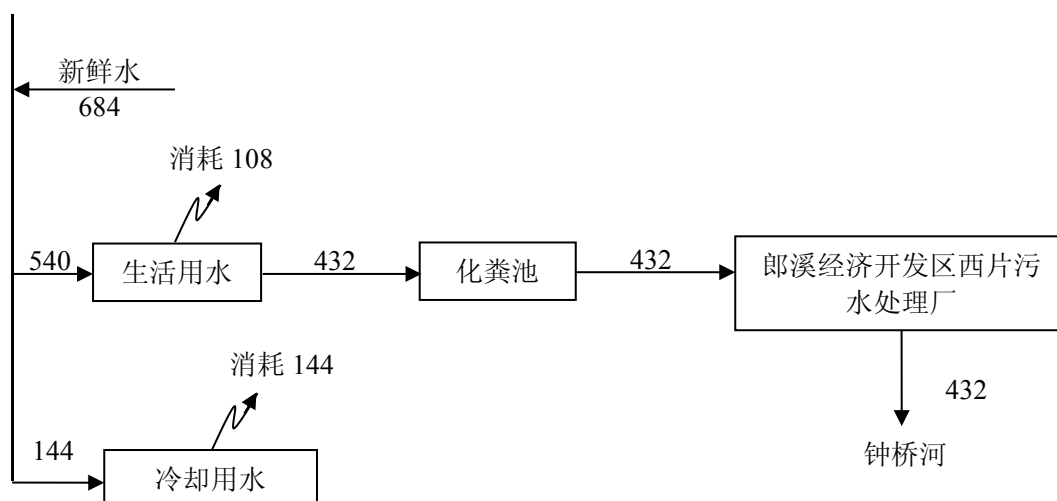 新鲜水
684
消耗 108
540
生活用水
432
化粪池
432
郎溪经济开发区西片污
水处理厂
消耗 144
432
144
冷却用水
钟桥河